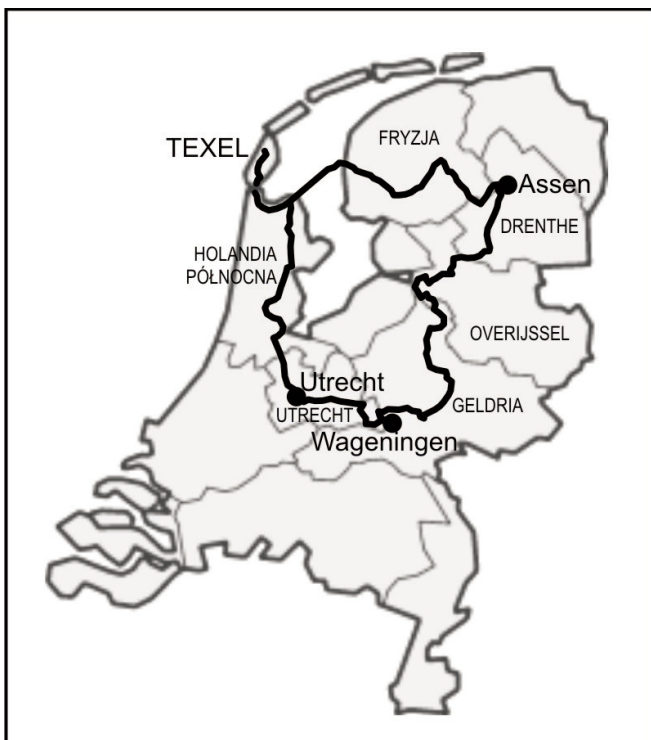 FRYZJA
TEXEL
Assen
DRENTHE
HOLANDIA
PÓŁNOCNA
OVERIJSSEL
Utrecht
GELDRIA
UTRECHT
Wageningen